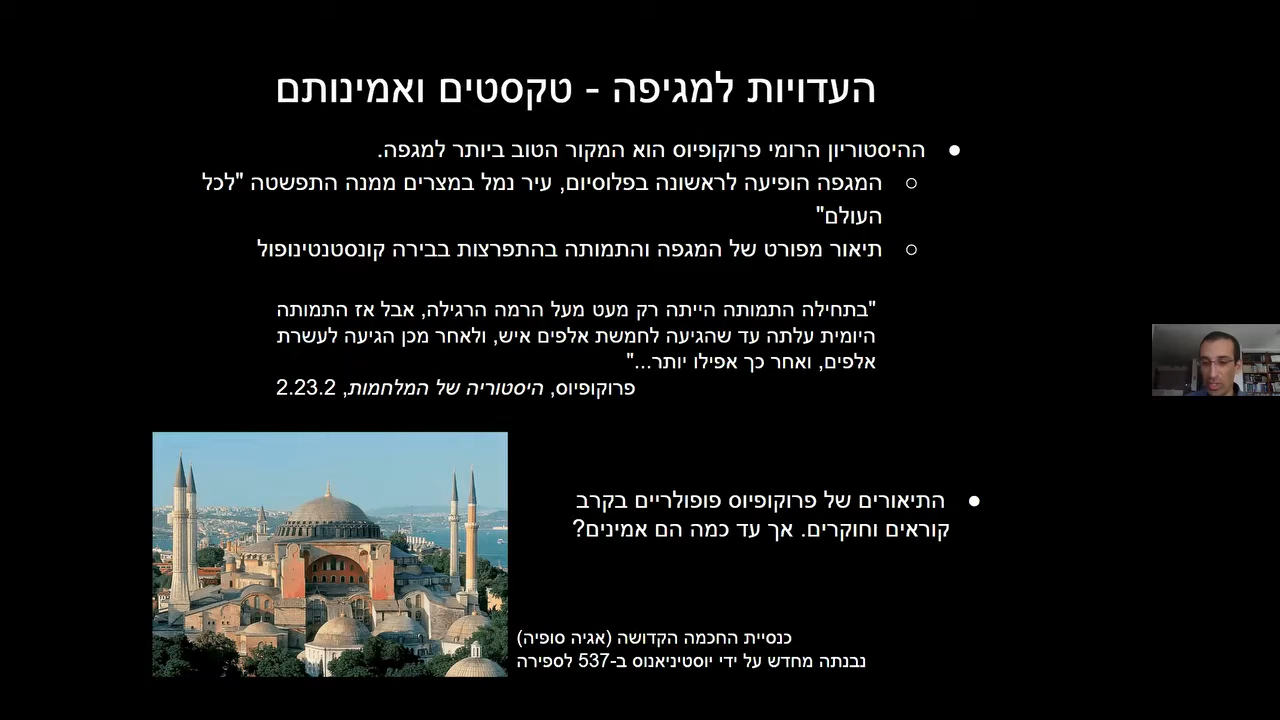 העדויות למגיפה - טקסטים ואמינותם
● ההיסטוריון הרומי פרוקופיוס הוא המקור הטוב ביותר למגפה.
○ המגפה הופיעה לראשונה בפלוסיום, עיר נמל במצרים ממנה התפשטה "לכל
העולם"
○ תיאור מפורט של המגפה והתמותה בהתפרצות בבירה קונסטנטינופול
"בתחילה התמותה הייתה רק מעט מעל הרמה הרגילה, אבל אז התמותה
היומית עלתה עד שהגיעה לחמשת אלפים איש, ולאחר מכן הגיעה לעשרת
אלפים, ואחר כך אפילו יותר..."
פרוקופיוס, היסטוריה של המלחמות, 2.23.2
● התיאורים של פרוקופיוס פופולריים בקרב
קוראים וחוקרים. אך עד כמה הם אמינים?
כנסיית החכמה הקדושה (אגיה סופיה)
נבנתה מחדש על ידי יוסטיניאנוס ב-537 לספירה